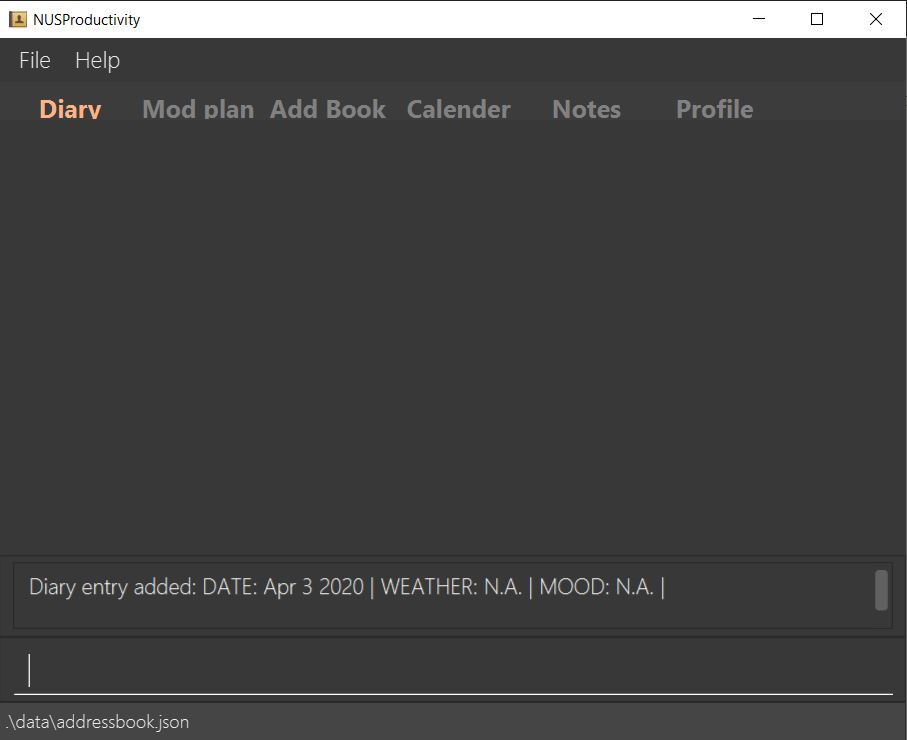 NUSProductivity
File Help
Diary Mod plan Add Book Calender Notes Profile
Diary entry added: DATE: Apr 3 2020 | WEATHER: N.A. | MOOD: N.A. |
.\data\addressbook.json